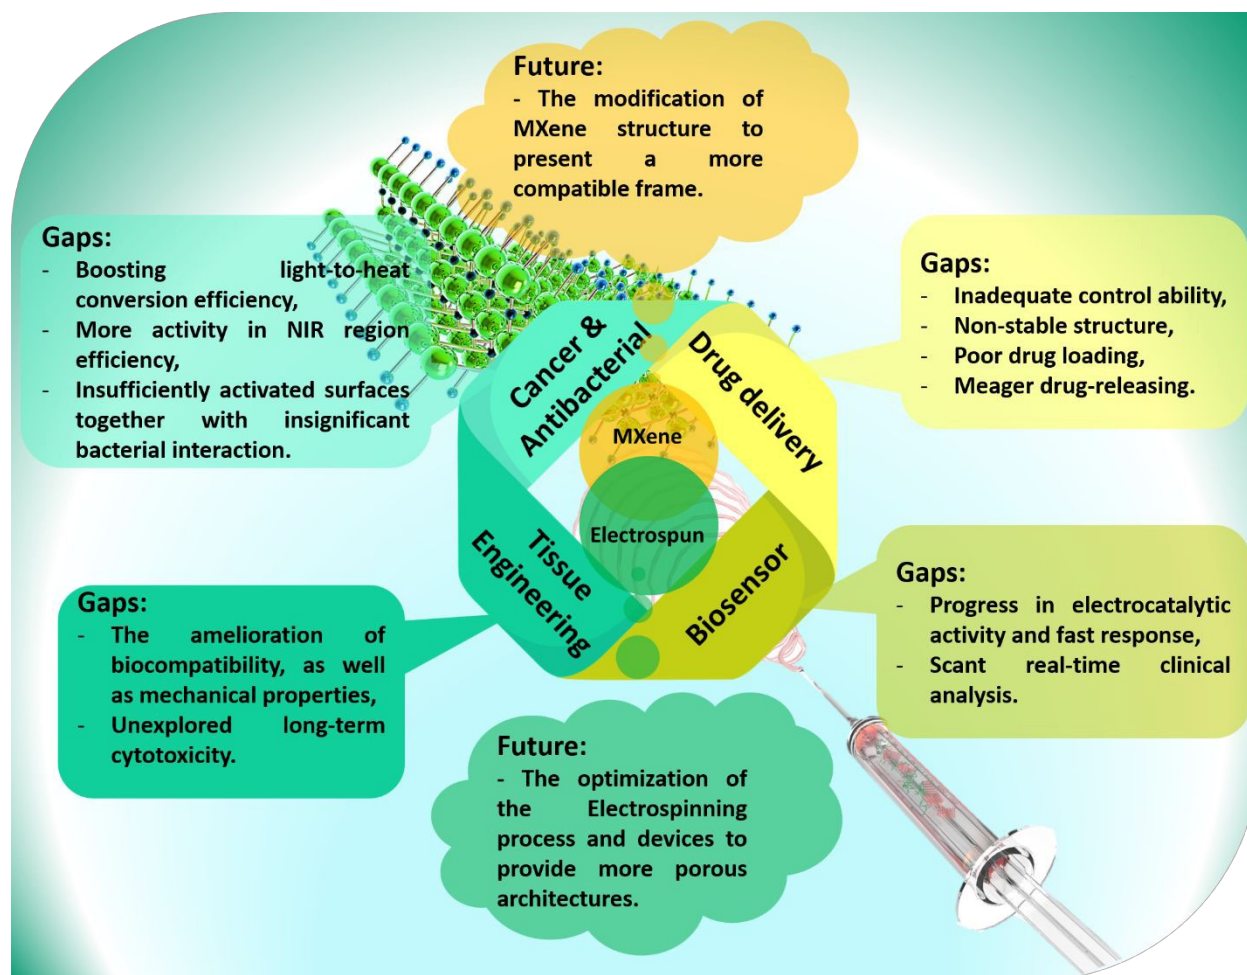 Future:
- The modification of
MXene structure to
present a more
compatible frame.
Gaps:
- Boosting light-to-heat
conversion efficiency,
- More activity in NIR region
efficiency,
- Insufficiently activated surfaces
together with insignificant
bacterial interaction.
Gaps:
- Inadequate control ability,
- Non-stable structure,
- Poor drug loading,
- Meager drug-releasing.
Cancer &
Antibacterial
Drug delivery
MXene
Electrospun
Tissue
Engineering
Biosensor
Gaps:
- The amelioration of
biocompatibility, as well
as mechanical properties,
- Unexplored long-term
cytotoxicity.
Gaps:
- Progress in electrocatalytic
activity and fast response,
- Scant real-time clinical
analysis.
Future:
- The optimization of
the Electrospinning
process and devices to
provide more porous
architectures.